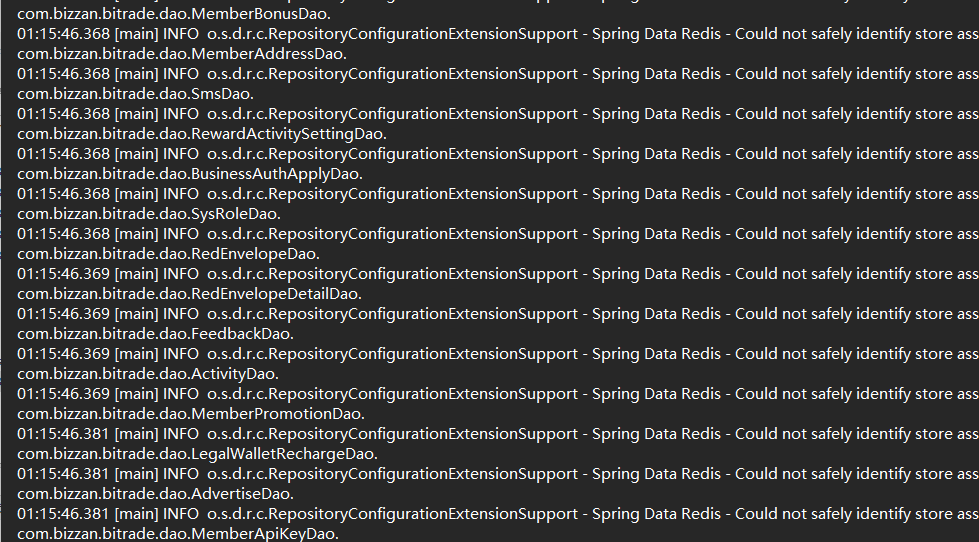 com.bizzan.bitrade.dao.MemberBonusDao.
01:15:46.368 [main] INFO  o.s.d.r.c.RepositoryConfigurationExtensionSupport - Spring Data Redis - Could not safely identify store ass
com.bizzan.bitrade.dao.MemberAddressDao.
01:15:46.368 [main] INFO  o.s.d.r.c.RepositoryConfigurationExtensionSupport - Spring Data Redis - Could not safely identify store ass
com.bizzan.bitrade.dao.SmsDao.
01:15:46.368 [main] INFO  o.s.d.r.c.RepositoryConfigurationExtensionSupport - Spring Data Redis - Could not safely identify store ass
com.bizzan.bitrade.dao.RewardActivitySettingDao.
01:15:46.368 [main] INFO  o.s.d.r.c.RepositoryConfigurationExtensionSupport - Spring Data Redis - Could not safely identify store ass
com.bizzan.bitrade.dao.BusinessAuthApplyDao.
01:15:46.368 [main] INFO  o.s.d.r.c.RepositoryConfigurationExtensionSupport - Spring Data Redis - Could not safely identify store ass
com.bizzan.bitrade.dao.SysRoleDao.
01:15:46.368 [main] INFO  o.s.d.r.c.RepositoryConfigurationExtensionSupport - Spring Data Redis - Could not safely identify store ass
com.bizzan.bitrade.dao.RedEnvelopeDao.
01:15:46.369 [main] INFO  o.s.d.r.c.RepositoryConfigurationExtensionSupport - Spring Data Redis - Could not safely identify store ass
com.bizzan.bitrade.dao.RedEnvelopeDetailDao.
01:15:46.369 [main] INFO  o.s.d.r.c.RepositoryConfigurationExtensionSupport - Spring Data Redis - Could not safely identify store ass
com.bizzan.bitrade.dao.FeedbackDao.
01:15:46.369 [main] INFO  o.s.d.r.c.RepositoryConfigurationExtensionSupport - Spring Data Redis - Could not safely identify store ass
com.bizzan.bitrade.dao.ActivityDao.
01:15:46.369 [main] INFO  o.s.d.r.c.RepositoryConfigurationExtensionSupport - Spring Data Redis - Could not safely identify store ass
com.bizzan.bitrade.dao.MemberPromotionDao.
01:15:46.381 [main] INFO  o.s.d.r.c.RepositoryConfigurationExtensionSupport - Spring Data Redis - Could not safely identify store ass
com.bizzan.bitrade.dao.LegalWalletRechargeDao.
01:15:46.381 [main] INFO  o.s.d.r.c.RepositoryConfigurationExtensionSupport - Spring Data Redis - Could not safely identify store ass
com.bizzan.bitrade.dao.AdvertiseDao.
01:15:46.381 [main] INFO  o.s.d.r.c.RepositoryConfigurationExtensionSupport - Spring Data Redis - Could not safely identify store ass
com.bizzan.bitrade.dao.MemberApiKeyDao.